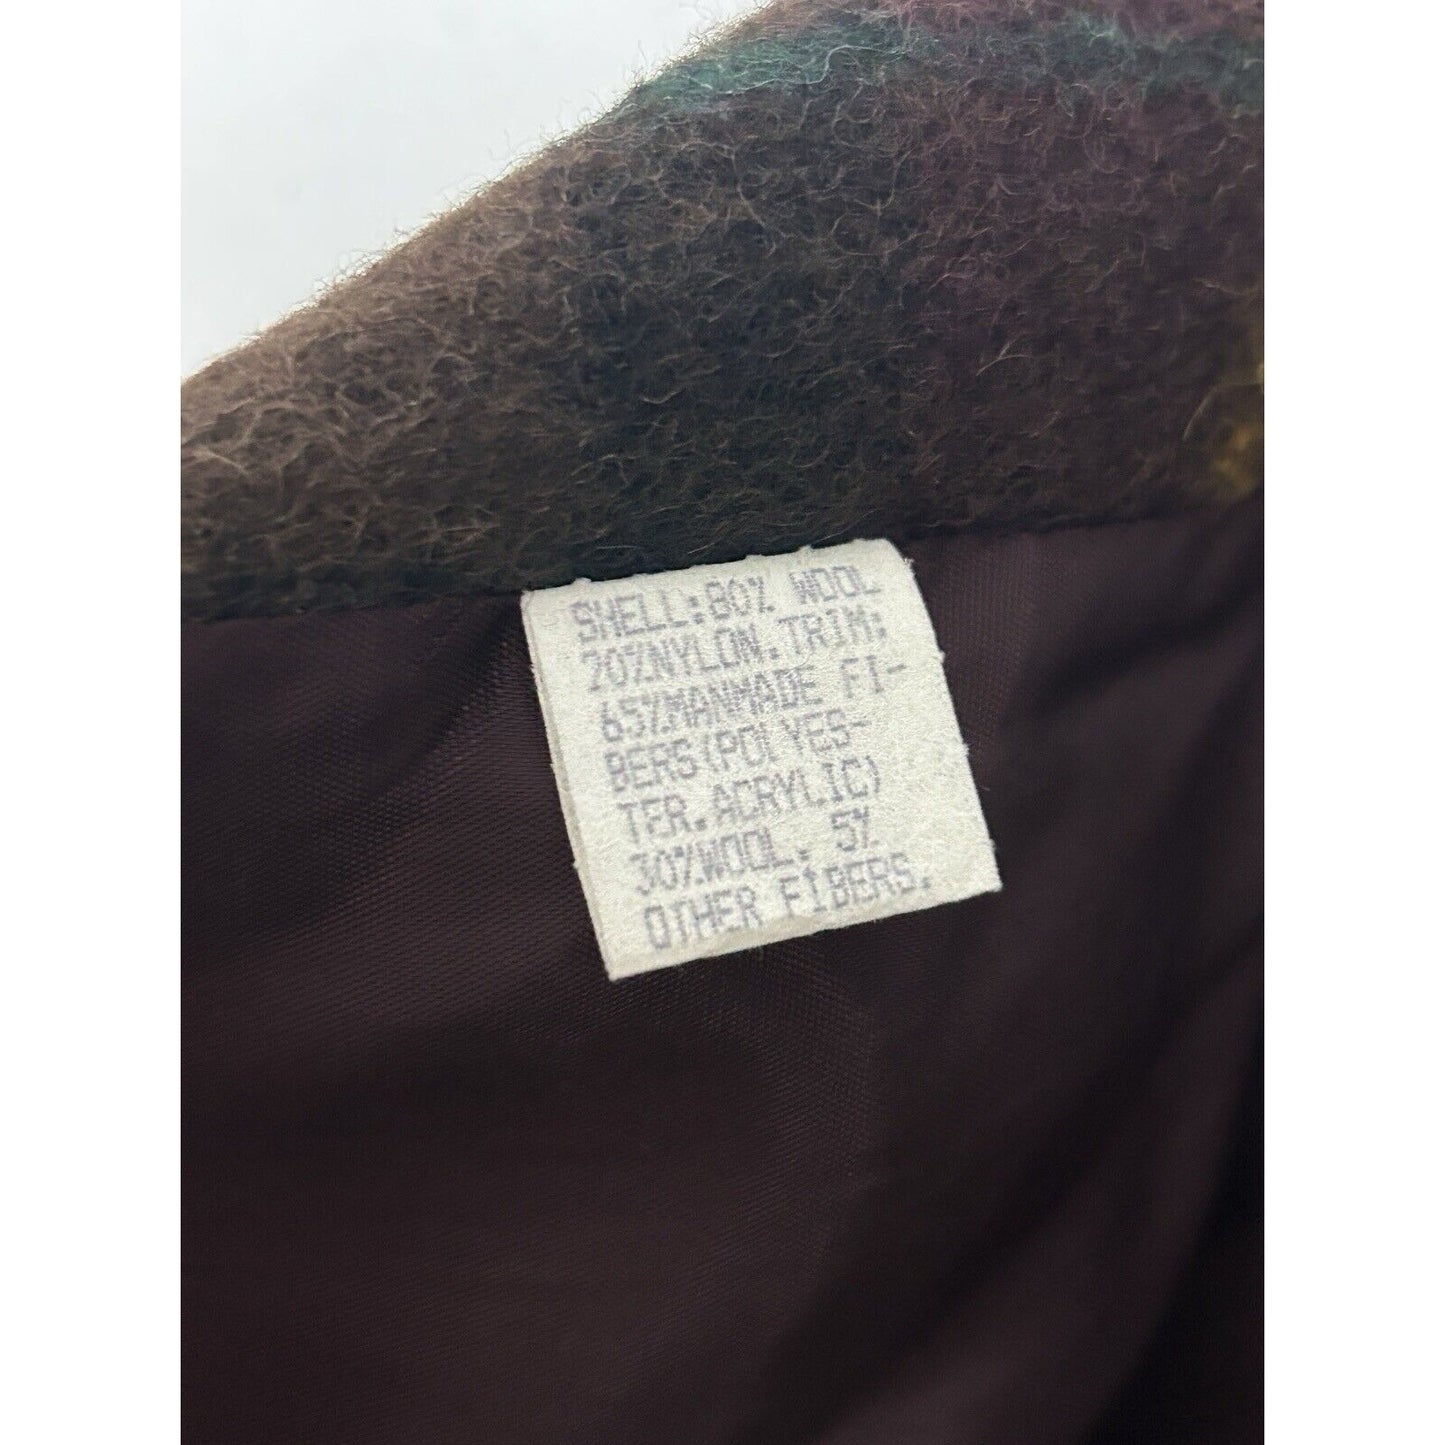 SHELL:80% WOOL
20%NYLON.TRIM:
65%MANMADE FI-
BERS(POLYES-
TER.ACRYLIC)
30%WOOL. 5%
OTHER FIBERS.